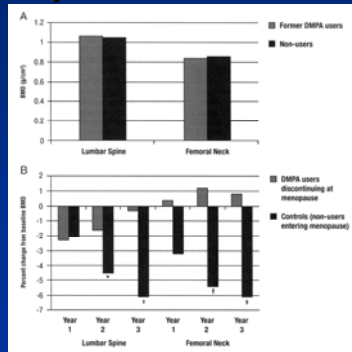 A
BMD (g/cm²)
1.2
1
0.8
0.6
0.4
0.2
0
Lumbar Spine
Femoral Neck
Former DMPA users
Non-users
B
Percent change from baseline BMD
2
1
0
-1
-2
-3
-4
-5
-6
-7
*
†
¶
§
Year 1
Year 2
Year 3
Year 1
Year 2
Year 3
Lumbar Spine
Femoral Neck
DMPA users
discontinuing at
menopause
Controls (non-users
entering menopause)